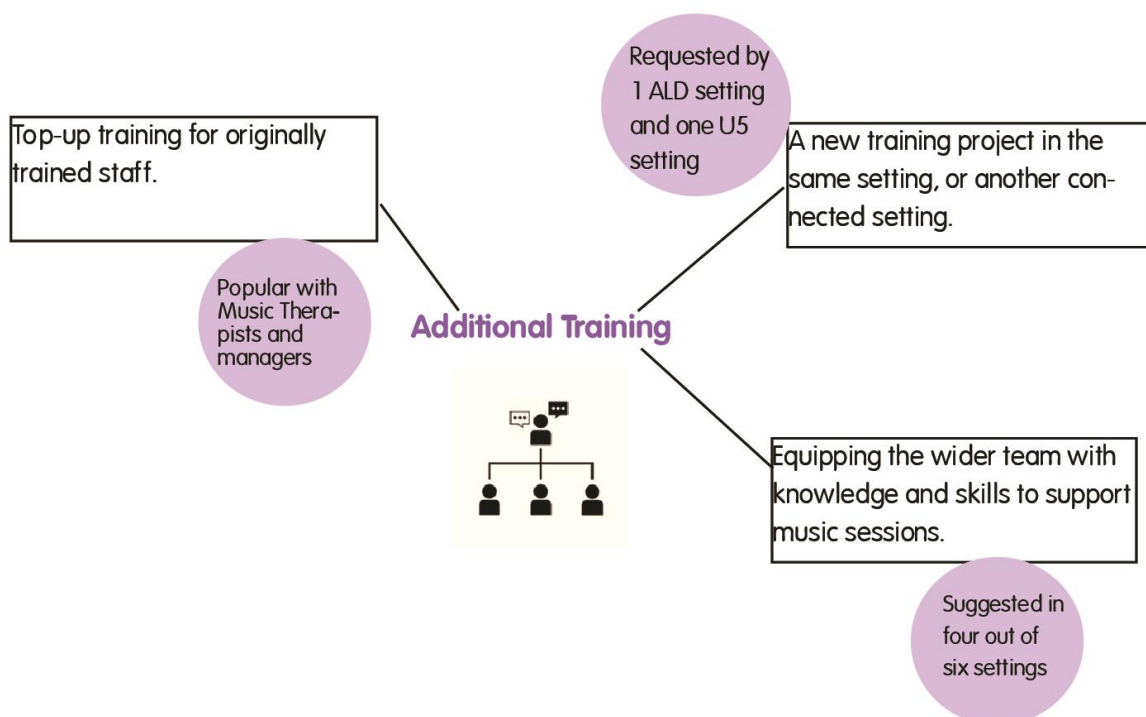 Requested by
1 ALD setting
and one U5
setting
Top-up training for originally
trained staff.
A new training project in the
same setting, or another con-
nected setting.
Popular with
Music Thera-
pists and
managers
Additional Training
Equipping the wider team with
knowledge and skills to support
music sessions.
Suggested in
four out of
six settings